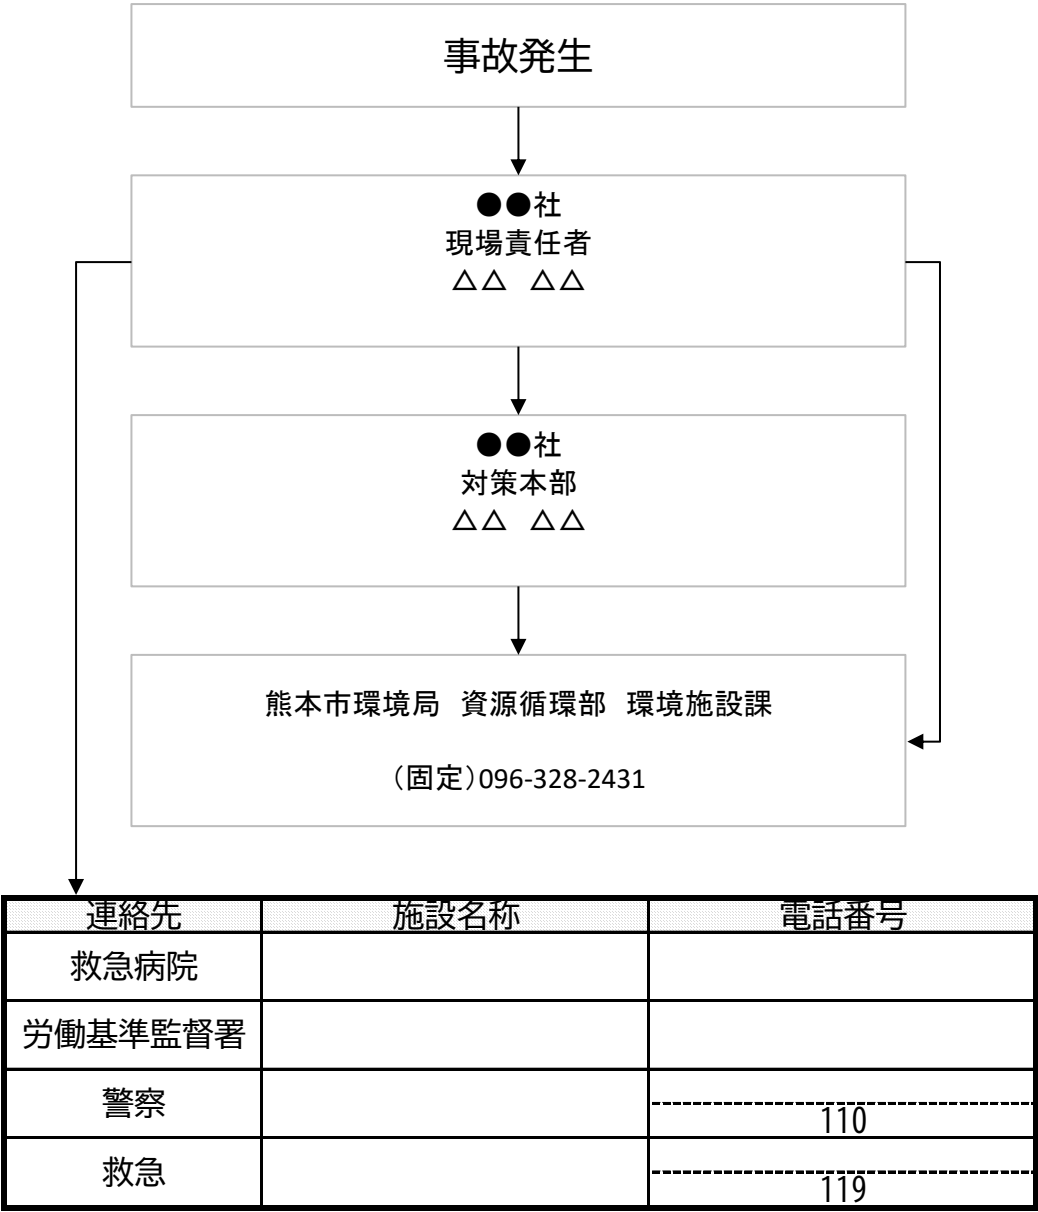 事故発生
●●社
現場責任者
△△　△△
●●社
対策本部
△△　△△
熊本市環境局　資源循環部　環境施設課
（固定）096-328-2431
連絡先　施設名称　電話番号
救急病院
労働基準監督署
警察　110
救急　119